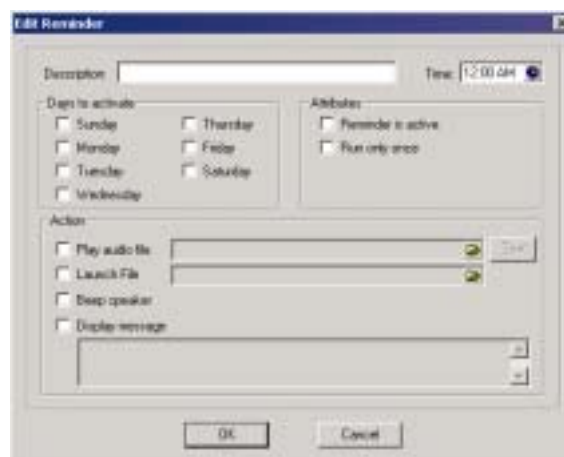 Edit Reminder
Description
Time: 12:00 AM
Days to activate
Sunday
Monday
Tuesday
Wednesday
Thursday
Friday
Saturday
Attributes
Reminder is active
Run only once
Action
Play audio file
Test
Launch File
Beep speaker
Display message
OK
Cancel